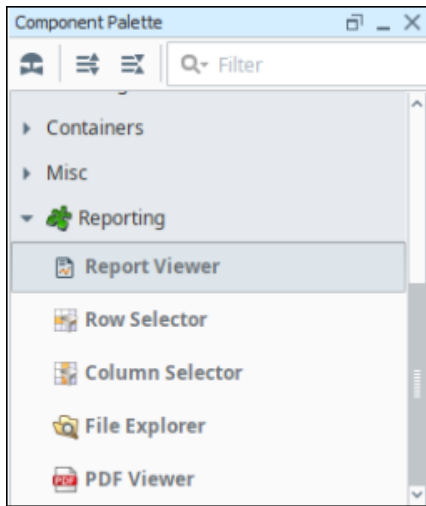 Component Palette
Filter
Containers
Misc
Reporting
Report Viewer
Row Selector
Column Selector
File Explorer
PDF Viewer